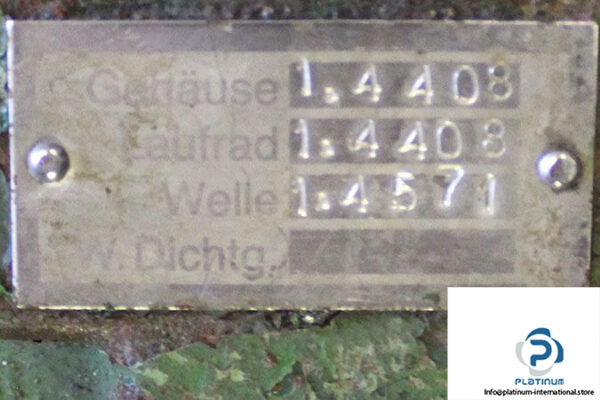 Gehäuse 1.4408
Laufrad 1.4408
Welle 1.4571
W. Dichtg.
PLATINUM
Info@platinum-international.store